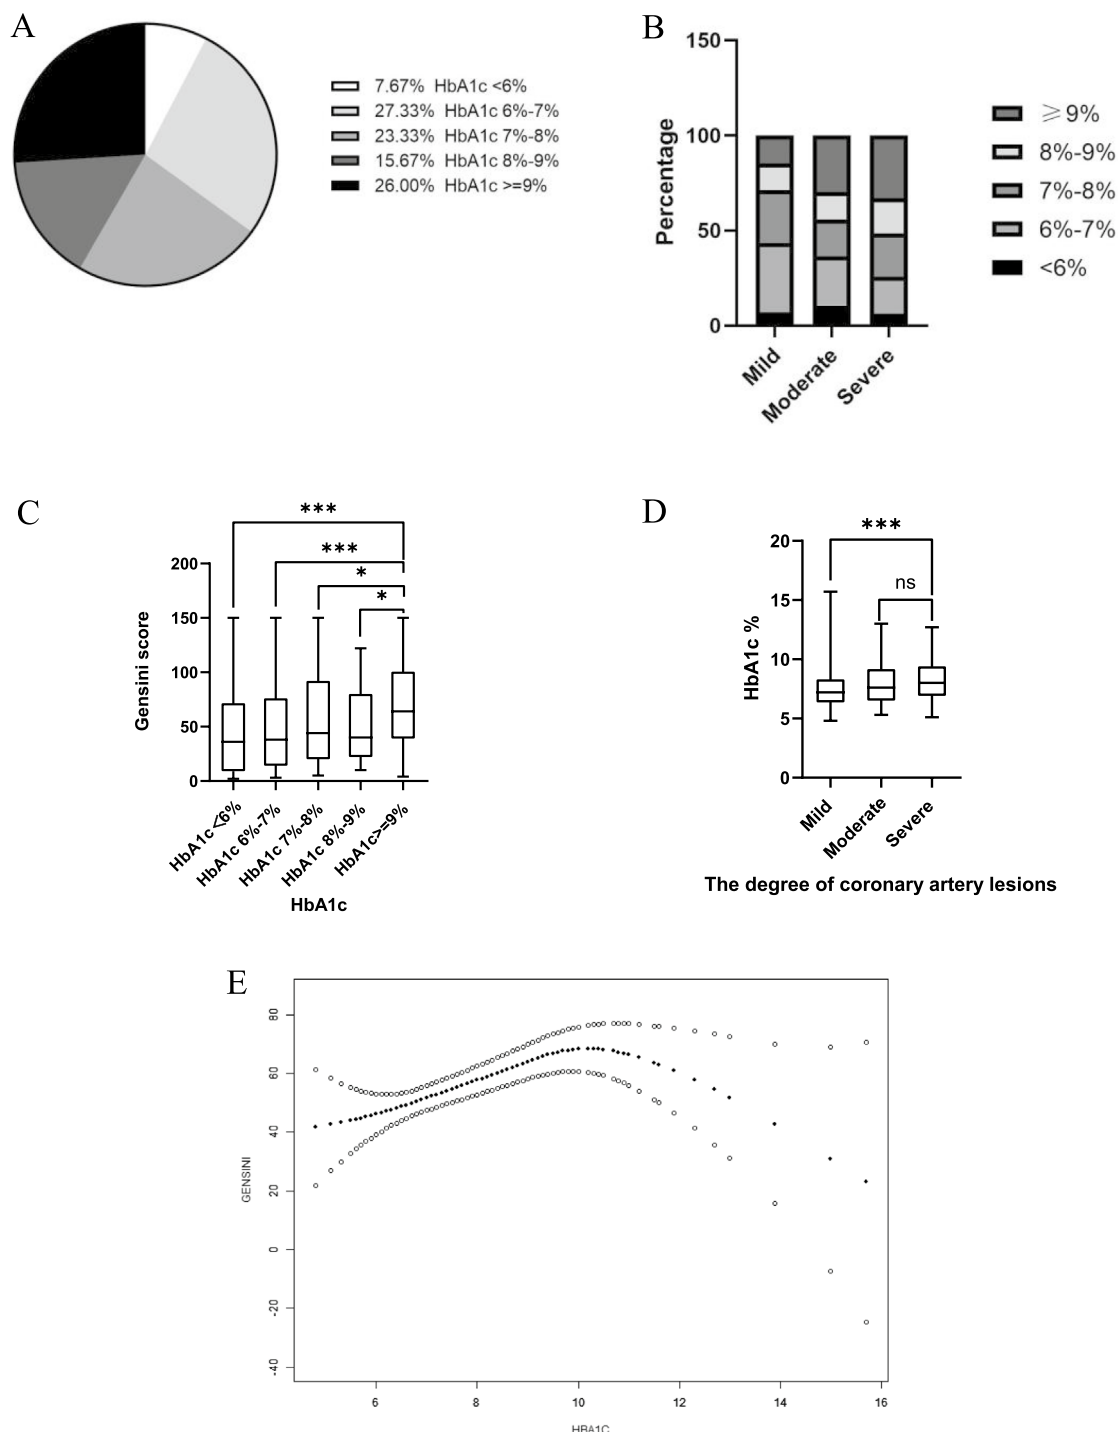 A
7.67% HbA1c <6%
27.33% HbA1c 6%-7%
23.33% HbA1c 7%-8%
15.67% HbA1c 8%-9%
26.00% HbA1c >=9%
B
150
100
50
0
Percentage
Mild
Moderate
Severe
≥9%
8%-9%
7%-8%
6%-7%
<6%
C
***
***
*
*
200
150
100
50
0
Gensini score
HbA1c <6%
HbA1c 6%-7%
HbA1c 7%-8%
HbA1c 8%-9%
HbA1c>=9%
HbA1c
D
***
ns
20
15
10
5
0
HbA1c %
Mild
Moderate
Severe
The degree of coronary artery lesions
E
80
60
40
20
0
-20
-40
GENSINI
6
8
10
12
14
16
HBA1C